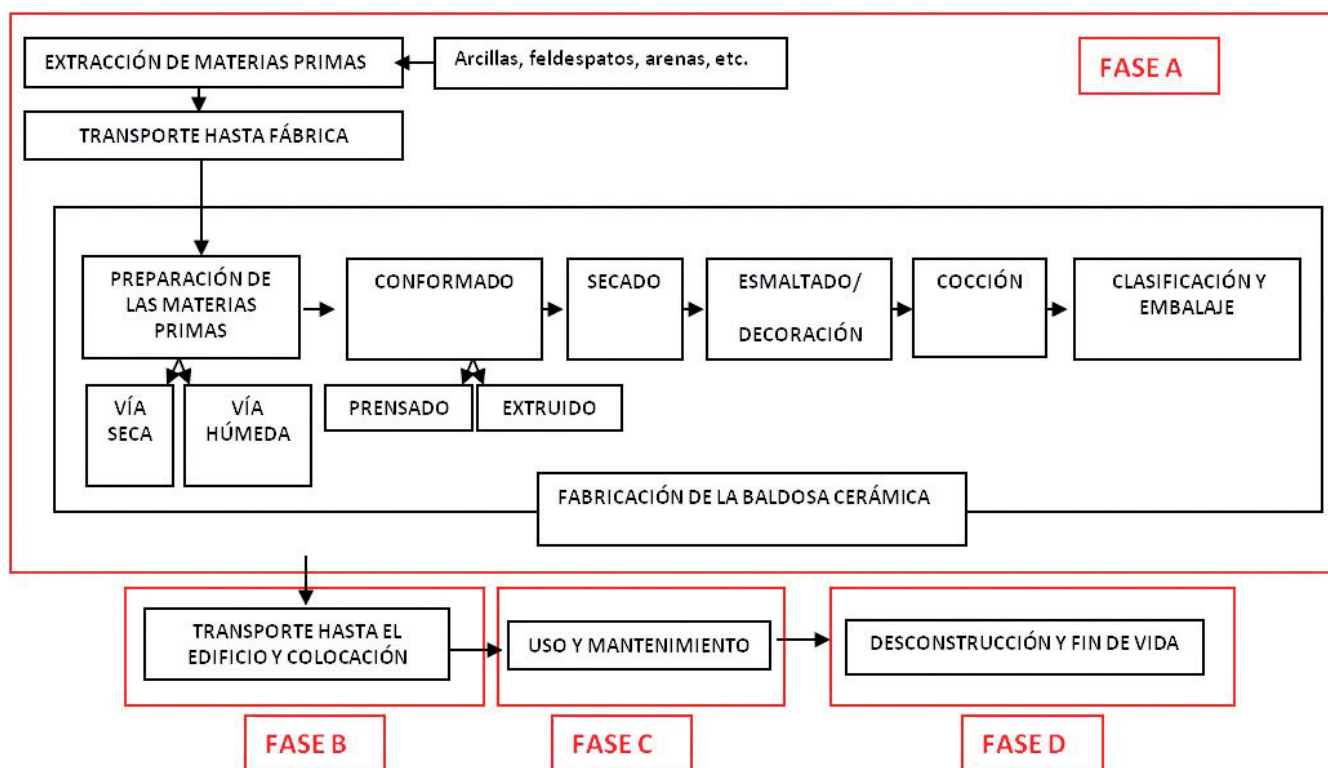 EXTRACCIÓN DE MATERIAS PRIMAS
Arcillas, feldespatos, arenas, etc.
FASE A
TRANSPORTE HASTA FÁBRICA
PREPARACIÓN DE
LAS MATERIAS
PRIMAS
CONFORMADO
SECADO
ESMALTADO/
DECORACIÓN
COCCIÓN
CLASIFICACIÓN Y
EMBALAJE
VÍA
SECA
VÍA
HÚMEDA
PRENSADO
EXTRUIDO
FABRICACIÓN DE LA BALDOSA CERÁMICA
TRANSPORTE HASTA EL
EDIFICIO Y COLOCACIÓN
USO Y MANTENIMIENTO
DESCONSTRUCCIÓN Y FIN DE VIDA
FASE B
FASE C
FASE D